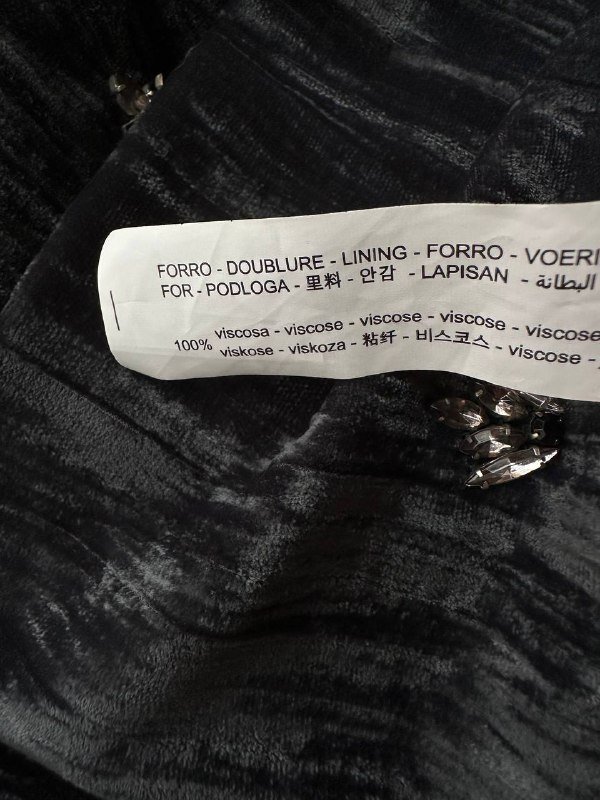 FORRO - DOUBLURE - LINING - FORRO - VOERI
FOR - PODLOGA - 里料 - 안감 - LAPISAN - البطانة
100% viscosa - viscose - viscose - viscose - viscose
viskose - viskoza - 粘纤 - 비스코스 - viscose -